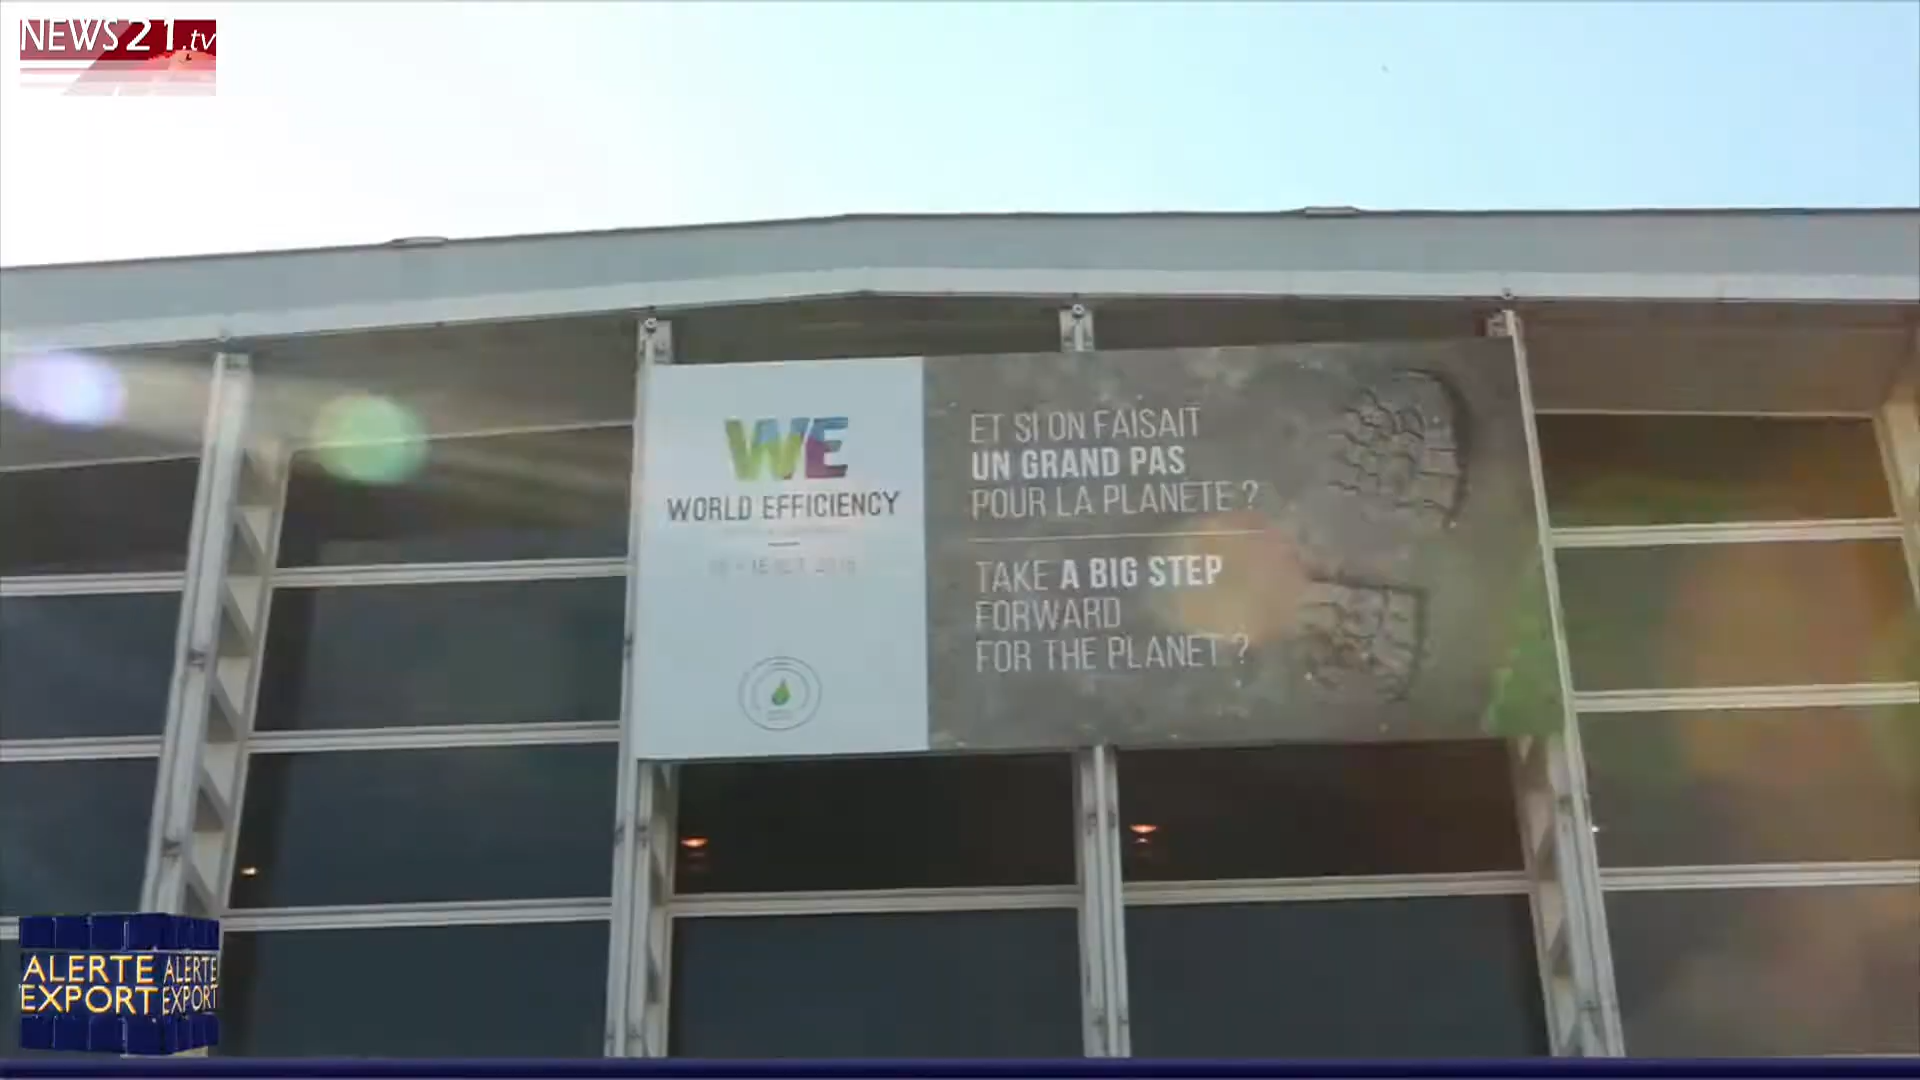 NEWS21.tv
WE
WORLD EFFICIENCY
ET SI ON FAISAIT
UN GRAND PAS
POUR LA PLANÈTE ?
TAKE A BIG STEP
FORWARD
FOR THE PLANET ?
ALERTE ALERTE
EXPORT EXPORT